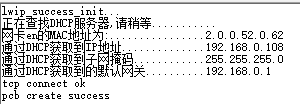 lwip_success_init...
正在查找DHCP服务器,请稍等...........
网卡en的MAC地址为:................2.0.0.52.0.62
通过DHCP获取到IP地址..............192.168.0.108
通过DHCP获取到子网掩码............255.255.255.0
通过DHCP获取到的默认网关..........192.168.0.1
tcp connect ok
pcb create success